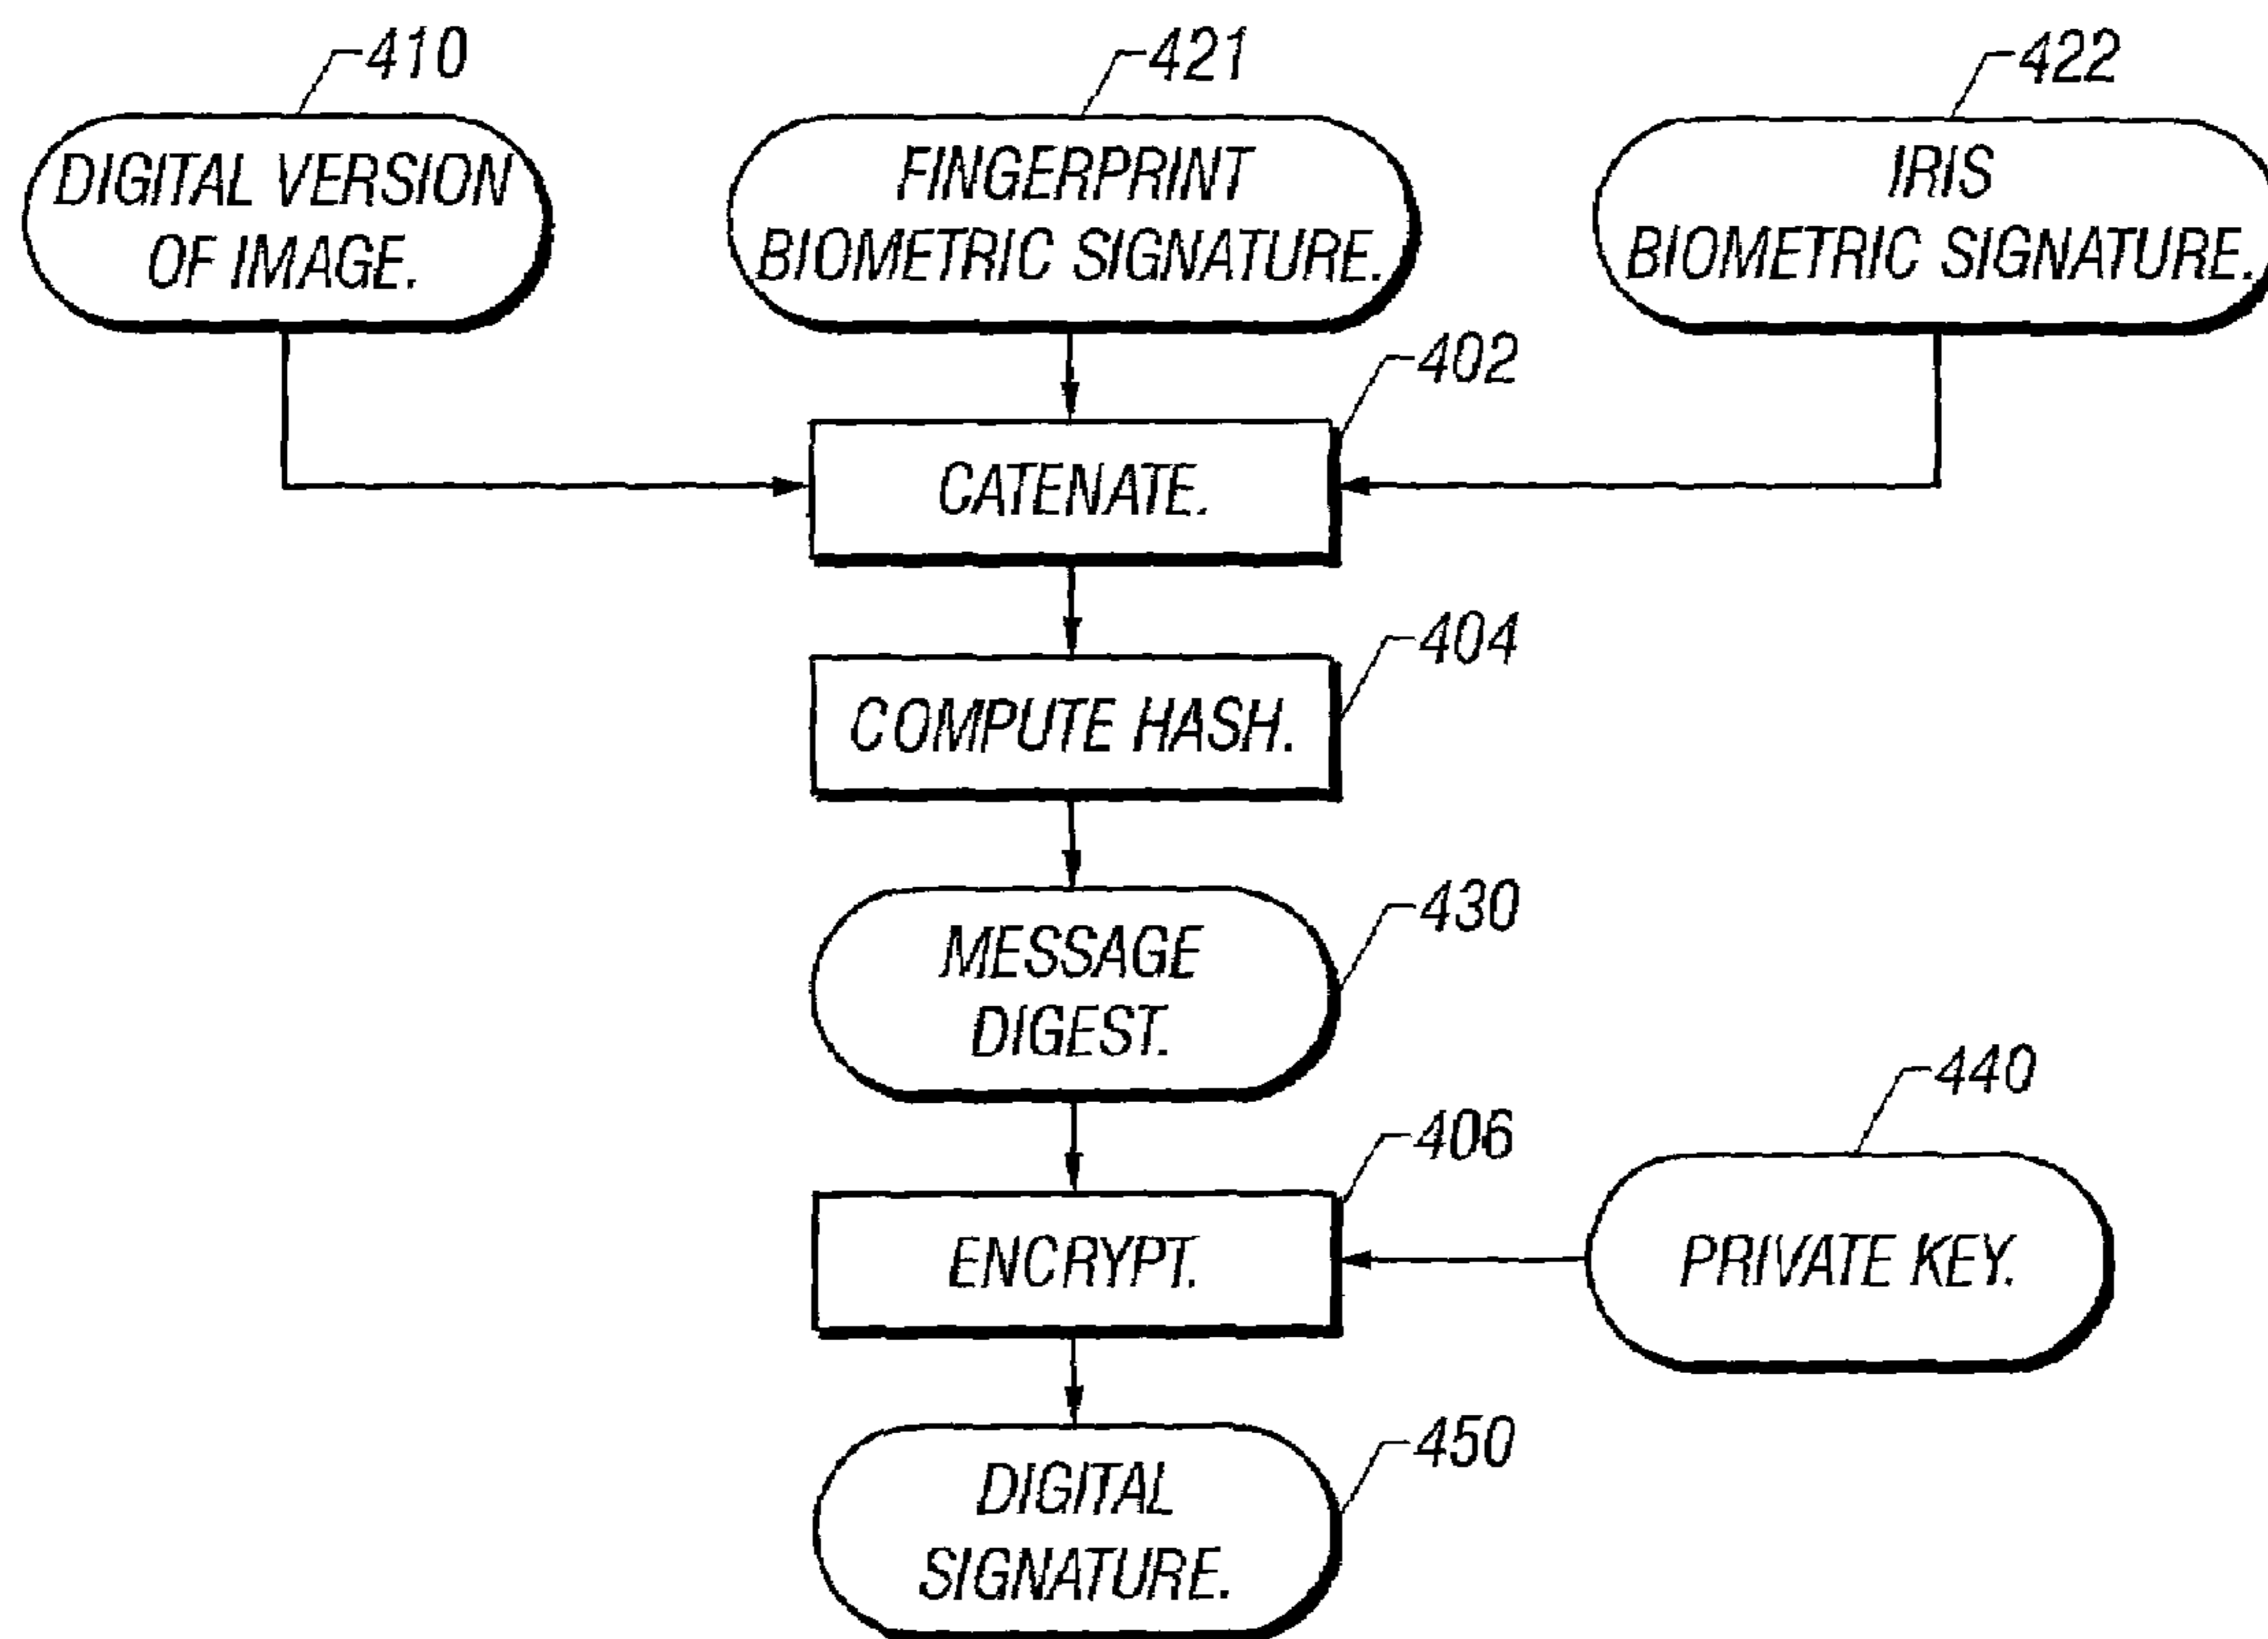 410
421
422
DIGITAL VERSION
OF IMAGE.
FINGERPRINT
BIOMETRIC SIGNATURE.
IRIS
BIOMETRIC SIGNATURE.
402
CATENATE.
404
COMPUTE HASH.
430
MESSAGE
DIGEST.
440
406
ENCRYPT.
PRIVATE KEY.
450
DIGITAL
SIGNATURE.